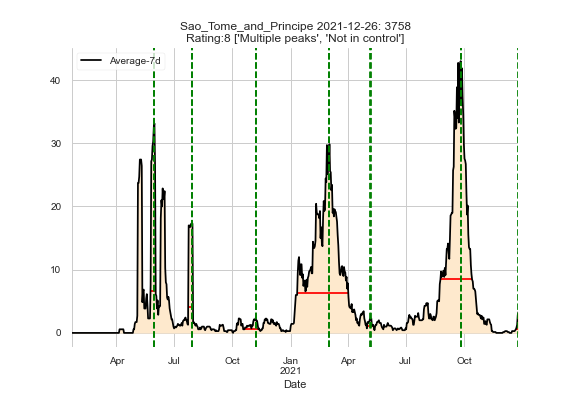 Sao_Tome_and_Principe 2021-12-26: 3758
Rating:8 ['Multiple peaks', 'Not in control']
Average-7d
40
30
20
10
0
Apr Jul Oct Jan Apr Jul Oct
2021
Date